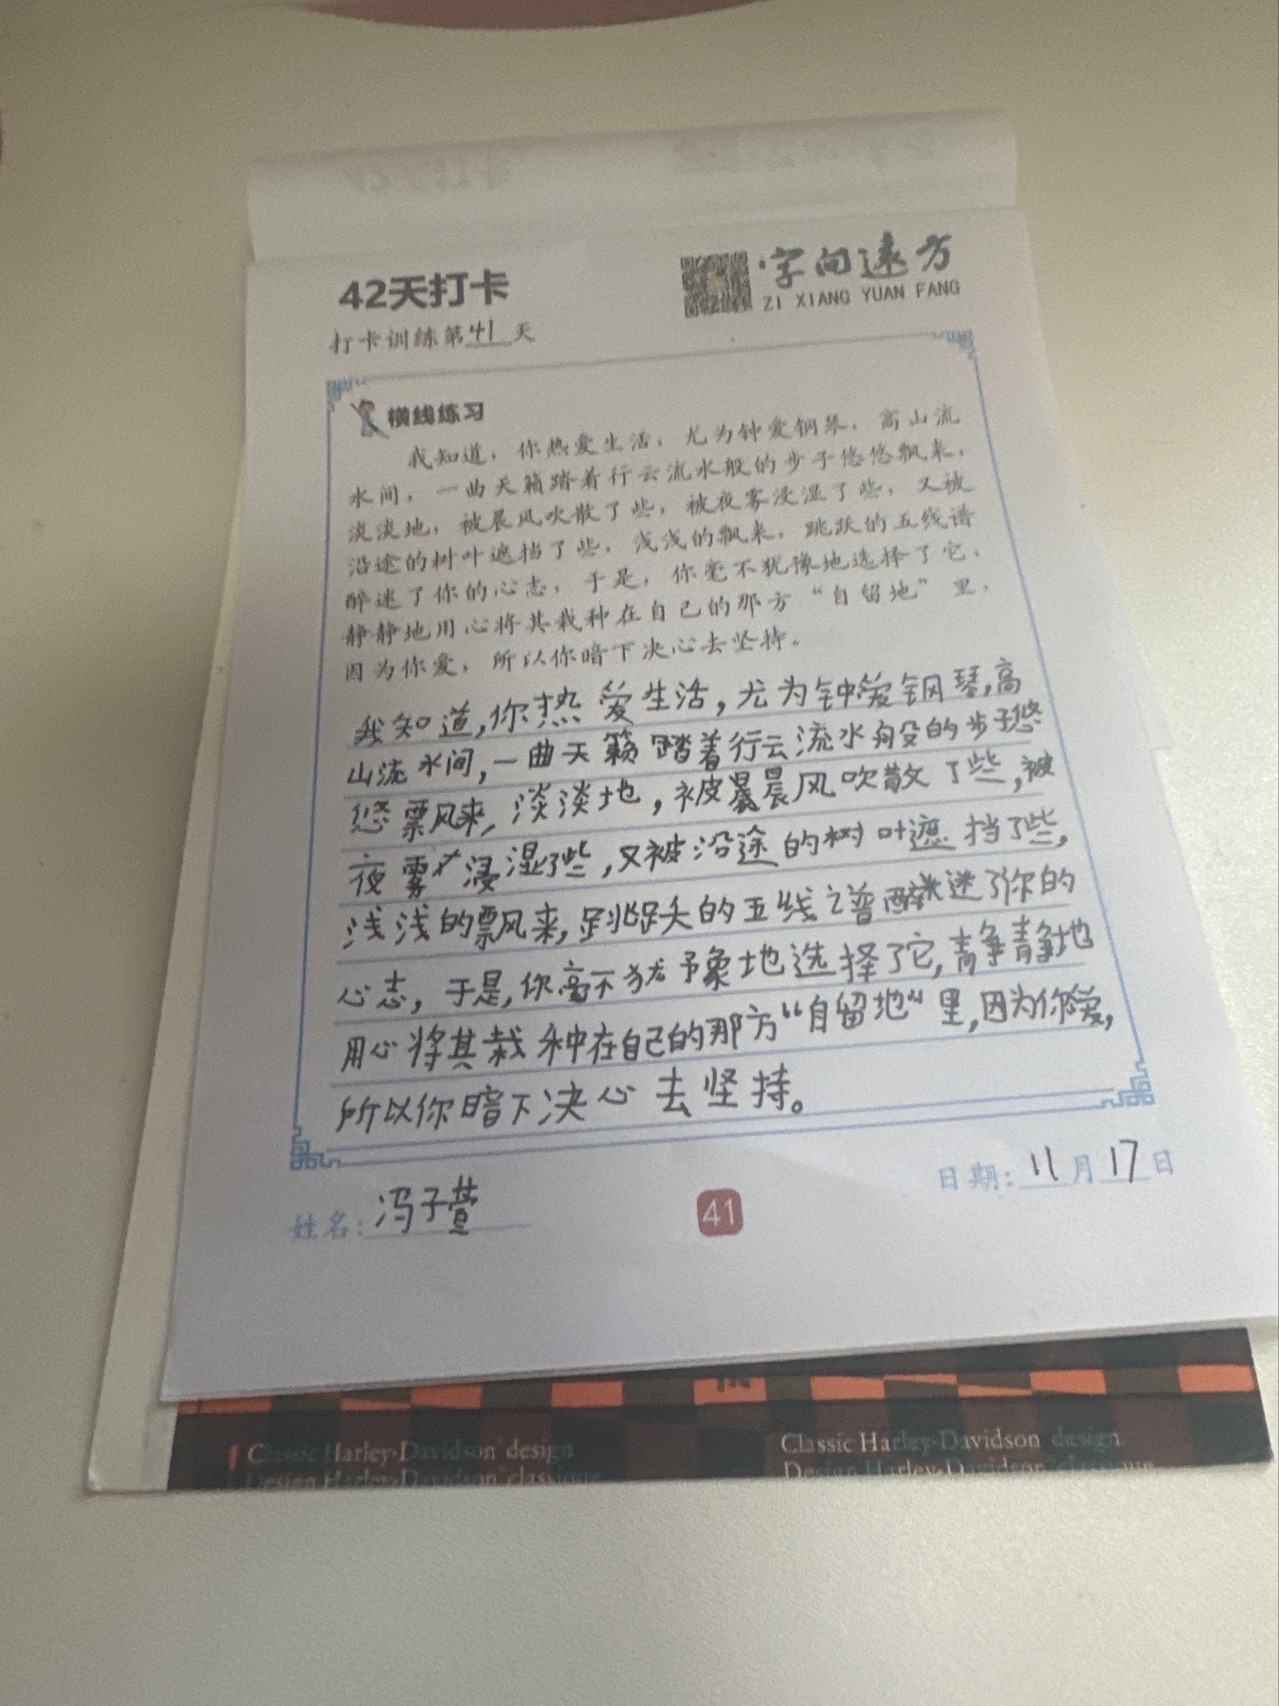 42天打卡
字向远方
ZI XIANG YUAN FANG
打卡训练第41天
横线练习
我知道，你热爱生活，尤为钟爱钢琴，高山流
水间，一曲天籁踏着行云流水般的步子悠悠飘来，
淡淡地，被晨风吹散了些，被夜雾浸湿了些，又被
沿途的树叶遮挡了些，浅浅的飘来，跳跃的五线谱
醉迷了你的心志，于是，你毫不犹豫地选择了它，
静静地用心将其栽种在自己的那方“自留地”里，
因为你爱，所以你暗下决心去坚持。
我知道,你热爱生活,尤为钟爱钢琴,高
山流水间,一曲天籁踏着行云流水般的步子悠
悠飘来,淡淡地,被晨风吹散了些,被
夜雾浸湿了些,又被沿途的树叶遮挡了些,
浅浅的飘来,跳跃的五线谱醉迷了你的
心志,于是,你毫不犹豫地选择了它,静静地
用心将其栽种在自己的那方“自留地”里,因为你爱,
所以你暗下决心去坚持。
姓名:冯子萱
41
日期:11月17日
Classic Harley-Davidson design
Classic Harley-Davidson design
Design Harley-Davidson classique
Design Harley-Davidson classique